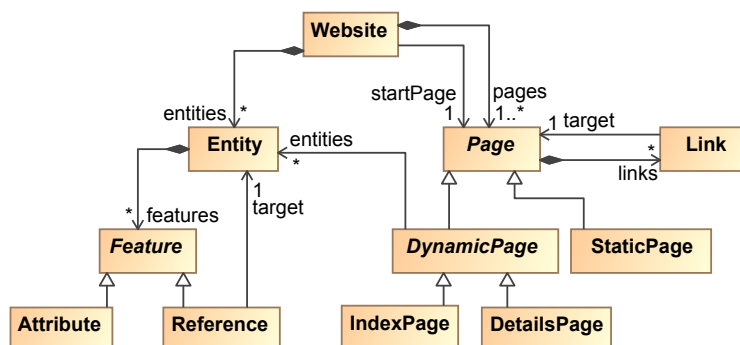 Website
startPage
1
pages
1..*
entities
*
Entity
entities
*
Page
1 target
Link
*
links
1
target
*
features
Feature
DynamicPage
StaticPage
Attribute
Reference
IndexPage
DetailsPage